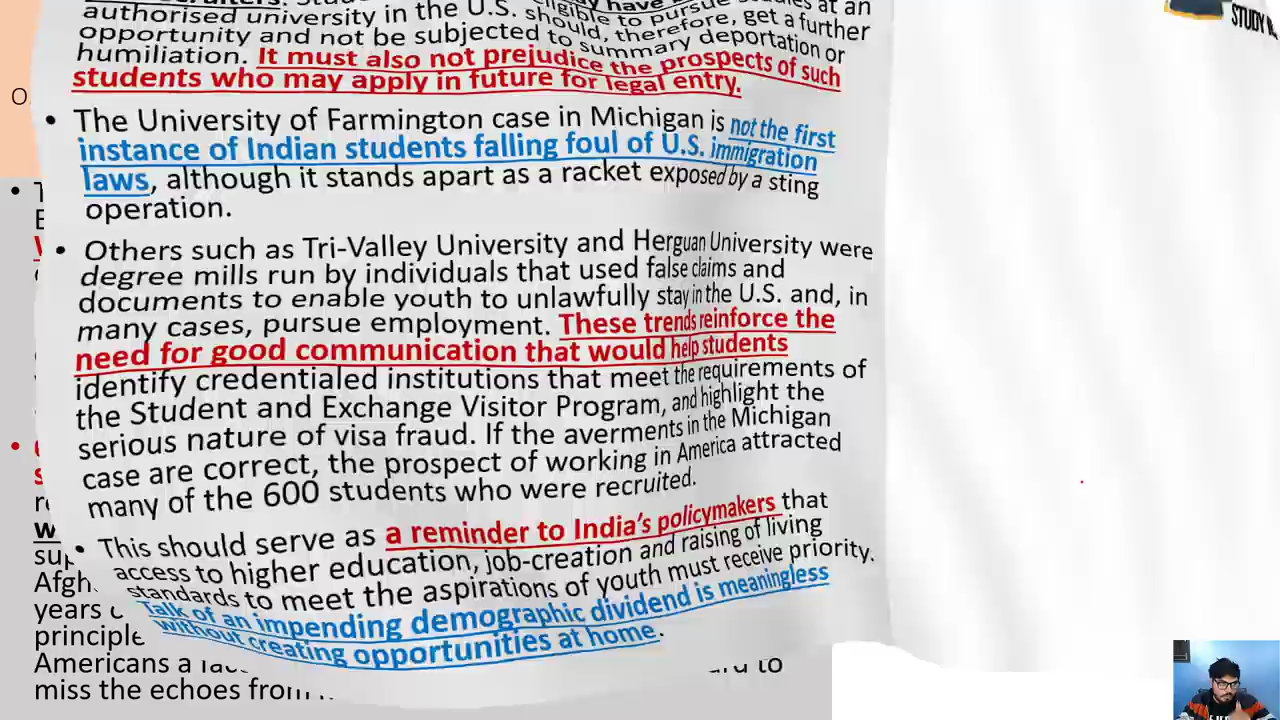 authorised university in the U.S. should, therefore, get a further
opportunity and not be subjected to summary deportation or
humiliation. It must also not prejudice the prospects of such
students who may apply in future for legal entry.
• The University of Farmington case in Michigan is not the first
instance of Indian students falling foul of U.S. immigration
laws, although it stands apart as a racket exposed by a sting
operation.
• Others such as Tri-Valley University and Herguan University were
degree mills run by individuals that used false claims and
documents to enable youth to unlawfully stay in the U.S. and, in
many cases, pursue employment. These trends reinforce the
need for good communication that would help students
identify credentialed institutions that meet the requirements of
the Student and Exchange Visitor Program, and highlight the
serious nature of visa fraud. If the averments in the Michigan
case are correct, the prospect of working in America attracted
many of the 600 students who were recruited.
• This should serve as a reminder to India's policymakers that
access to higher education, job-creation and raising of living
standards to meet the aspirations of youth must receive priority.
Talk of an impending demographic dividend is meaningless
without creating opportunities at home.
years
principle
Americans a
to
miss the echoes from
STUDY